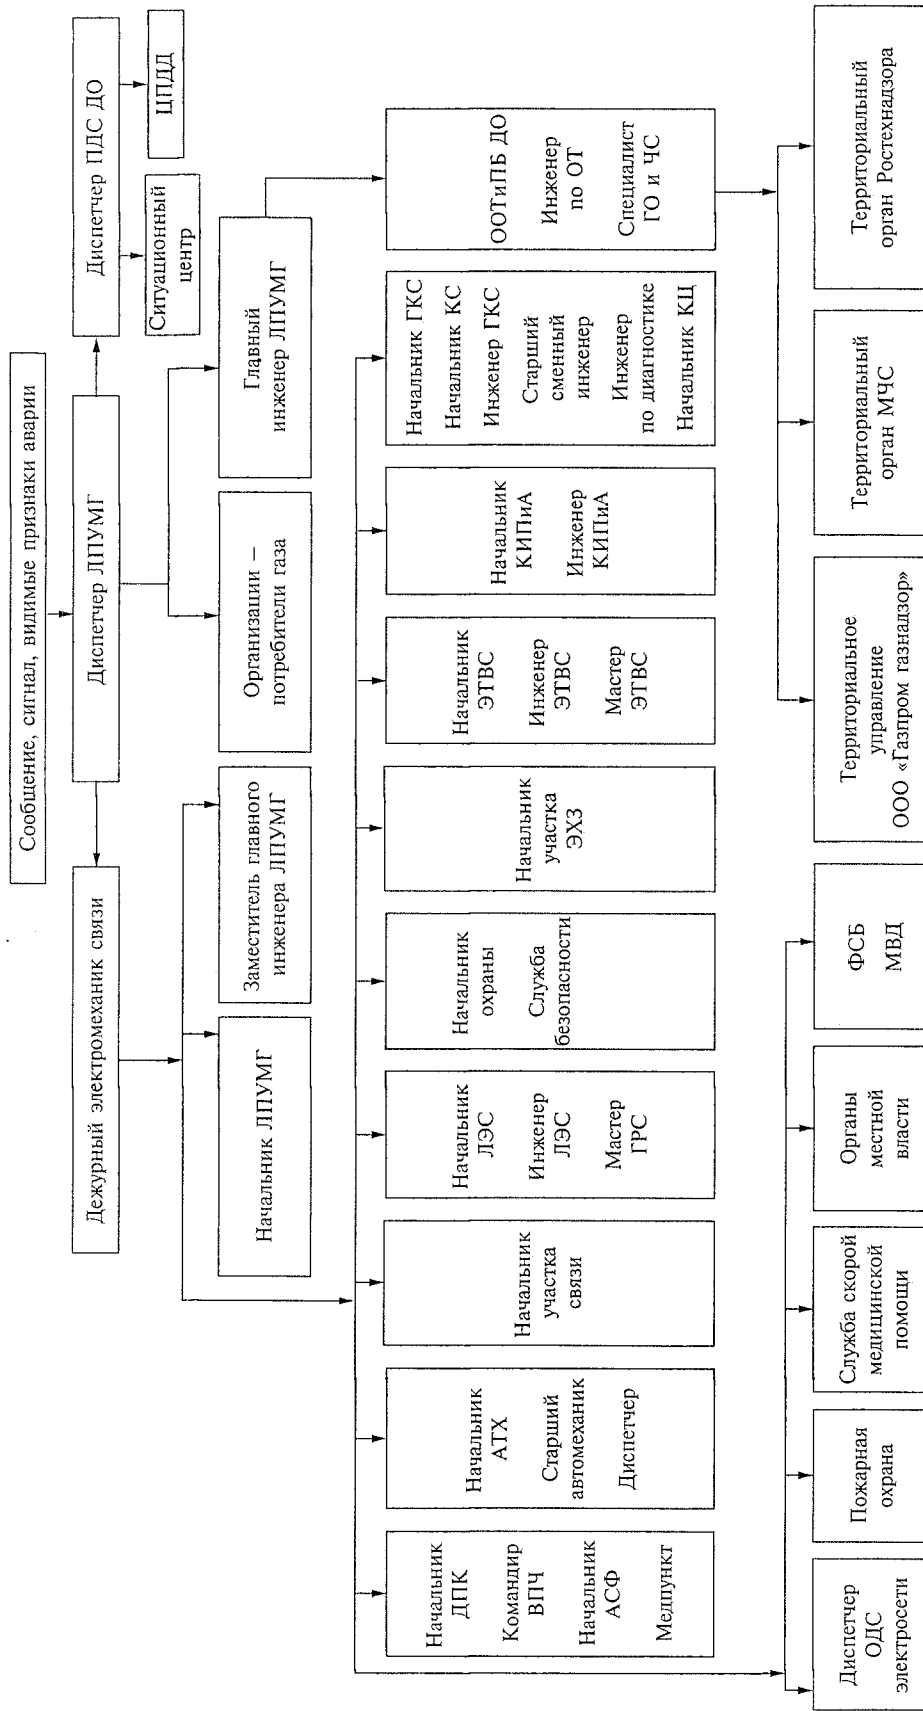 Сообщение, сигнал, видимые признаки аварии
Дежурный электромеханик связи
Диспетчер ЛПУМГ
Диспетчер ПДС ДО
Ситуационный
центр
ЦПДД
Начальник ЛПУМГ
Заместитель главного
инженера ЛПУМГ
Организации –
потребители газа
Главный
инженер ЛПУМГ
Начальник
ДПК
Командир
ВПЧ
Начальник
АСФ
Медпункт
Начальник
АТХ
Старший
автомеханик
Диспетчер
Начальник
участка
связи
Начальник
ЛЭС
Инженер
ЛЭС
Мастер
ГРС
Начальник
охраны
Служба
безопасности
Начальник
участка
ЭХЗ
Начальник
ЭТВС
Инженер
ЭТВС
Мастер
ЭТВС
Начальник
КИПиА
Инженер
КИПиА
Начальник ГКС
Начальник КС
Инженер ГКС
Старший
сменный
инженер
Инженер
по диагностике
Начальник КЦ
ООТиПБ ДО
Инженер
по ОТ
Специалист
ГО и ЧС
Диспетчер
ОДС
электросети
Пожарная
охрана
Служба скорой
медицинской
помощи
Органы
местной
власти
ФСБ
МВД
Территориальное
управление
ООО «Газпром газнадзор»
Территориальный
орган МЧС
Территориальный
орган Ростехнадзора